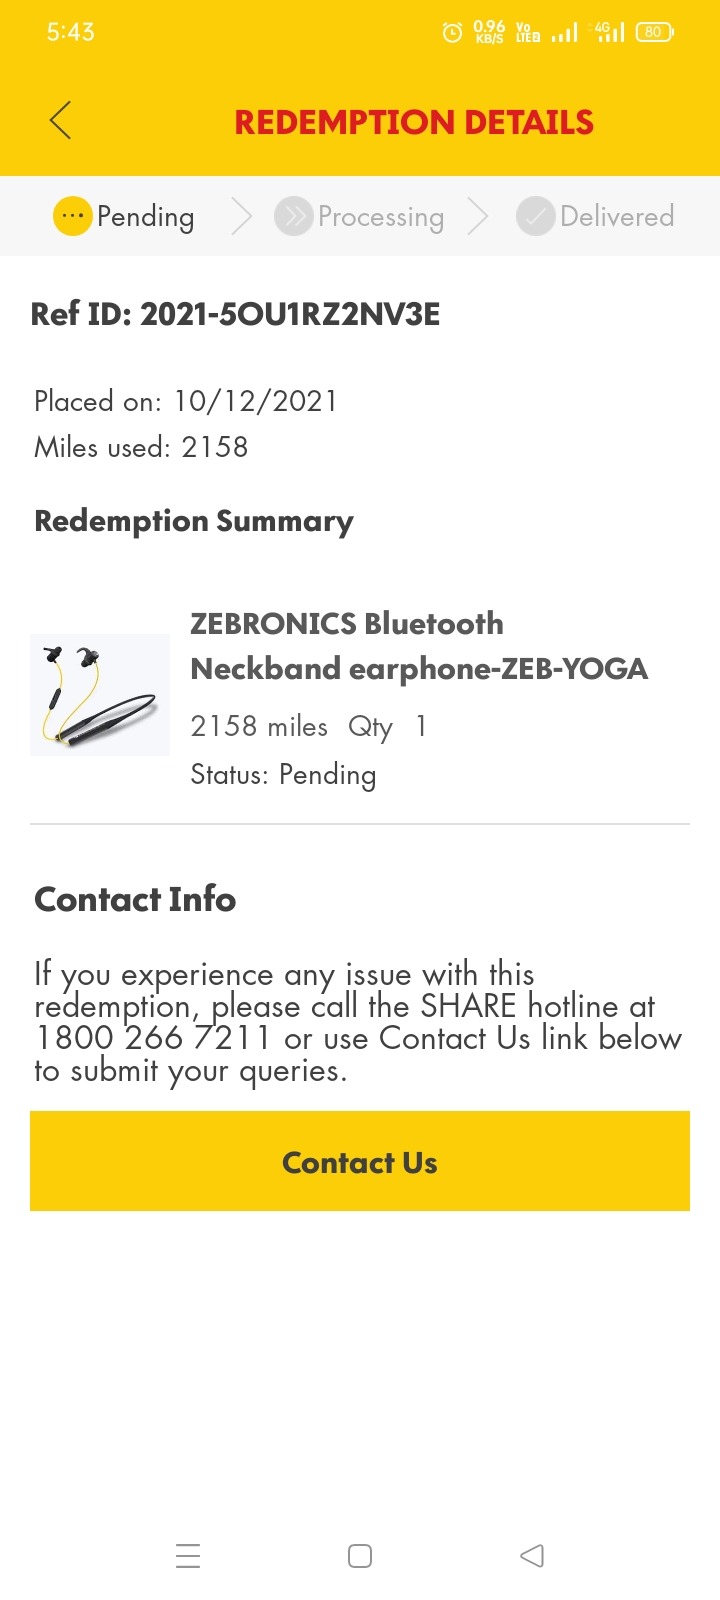 5:43
0.96 KB/S Vo LTE2 4G 80
REDEMPTION DETAILS
Pending Processing Delivered
Ref ID: 2021-5OU1RZ2NV3E
Placed on: 10/12/2021
Miles used: 2158
Redemption Summary
ZEBRONICS Bluetooth
Neckband earphone-ZEB-YOGA
2158 miles Qty 1
Status: Pending
Contact Info
If you experience any issue with this
redemption, please call the SHARE hotline at
1800 266 7211 or use Contact Us link below
to submit your queries.
Contact Us